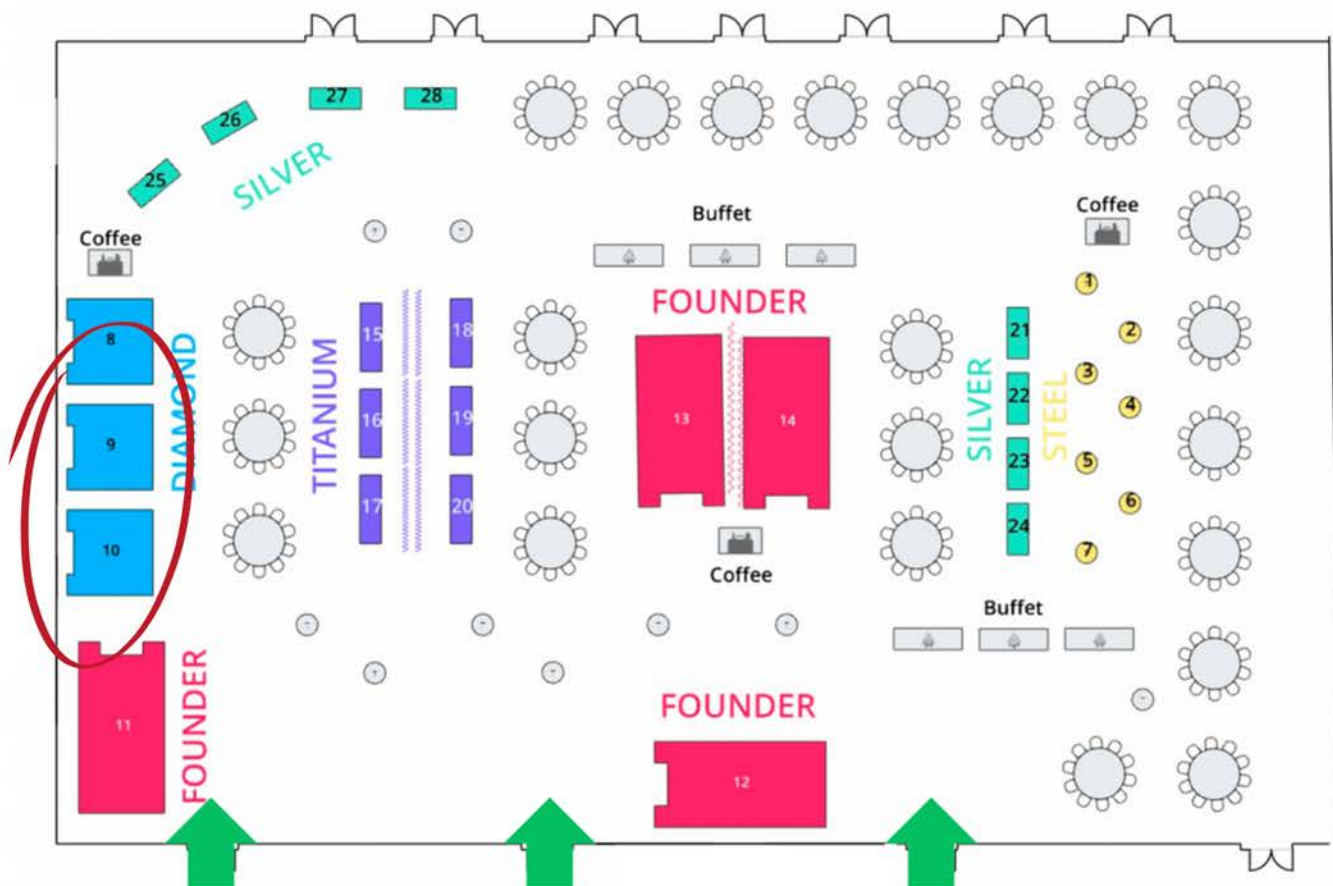 27
28
26
25
SILVER
Coffee
Buffet
Coffee
8
9
10
DIAMOND
TITANIUM
15
16
17
18
19
20
FOUNDER
13
14
Coffee
SILVER
21
22
23
24
STEEL
1
2
3
4
5
6
7
Buffet
11
FOUNDER
FOUNDER
12